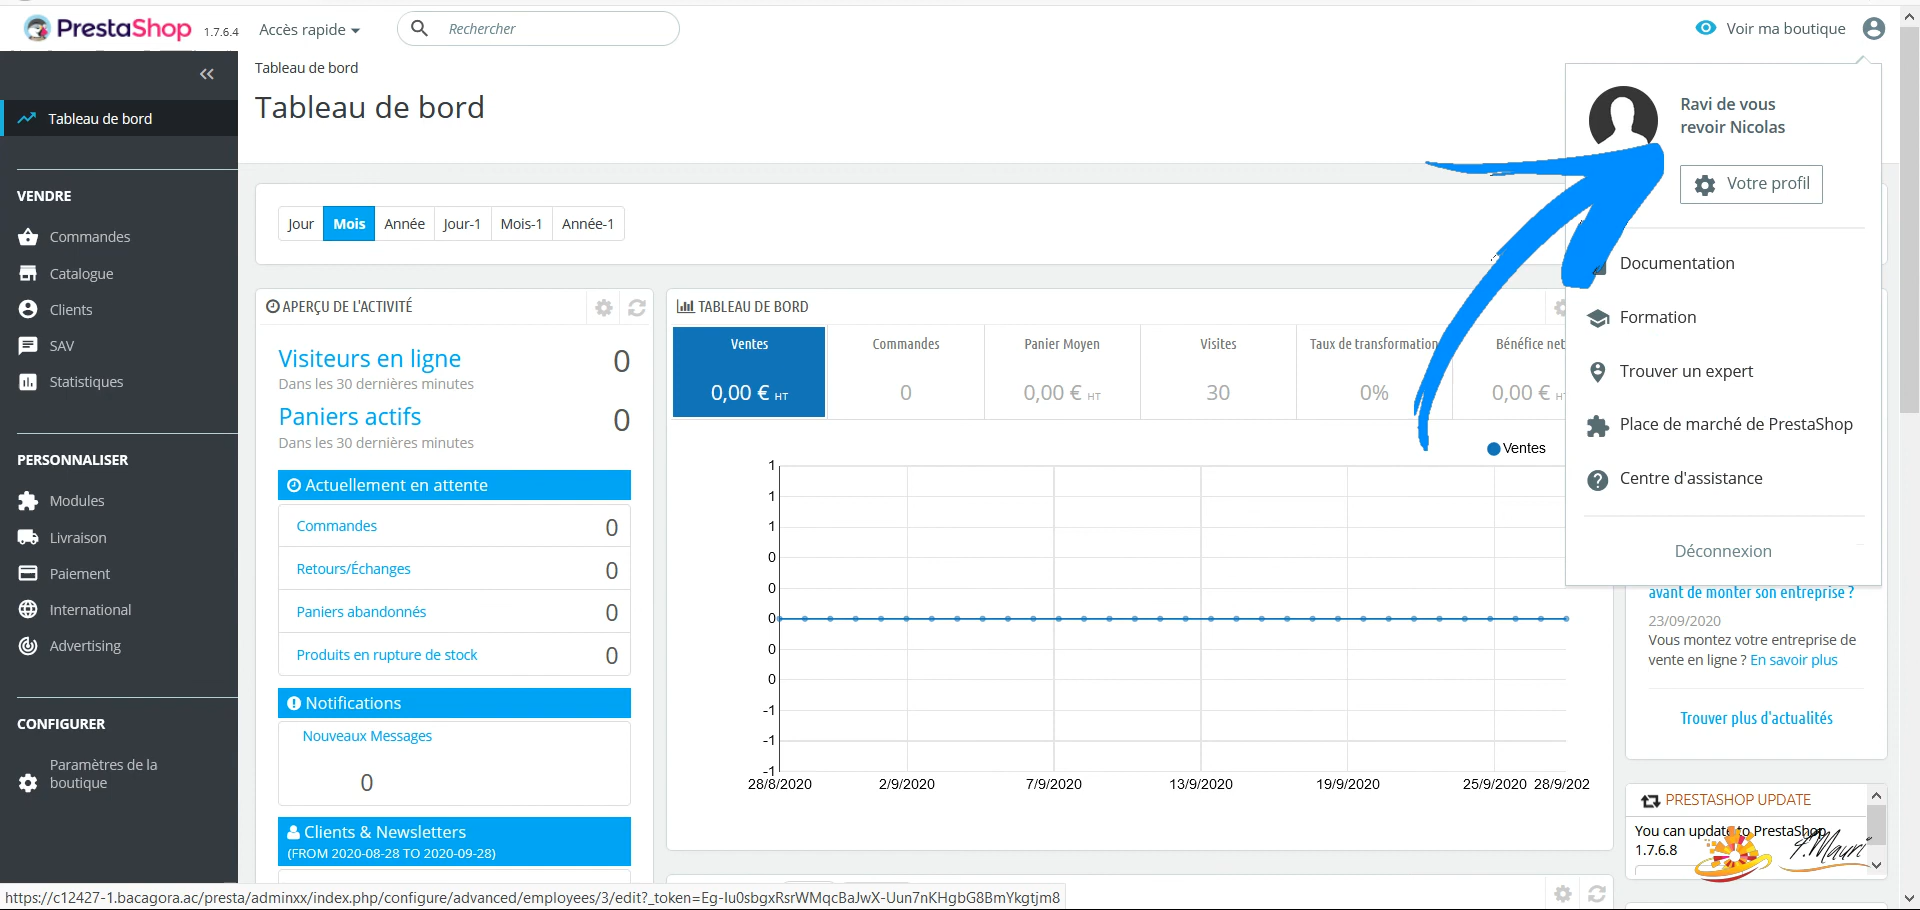 PrestaShop 1.7.6.4 Accès rapide Rechercher Voir ma boutique
Tableau de bord
Tableau de bord
Tableau de bord
VENDRE
Commandes
Catalogue
Clients
SAV
Statistiques
PERSONNALISER
Modules
Livraison
Paiement
International
Advertising
CONFIGURER
Paramètres de la
boutique
Jour Mois Année Jour-1 Mois-1 Année-1
APERÇU DE L'ACTIVITÉ
Visiteurs en ligne 0
Dans les 30 dernières minutes
Paniers actifs 0
Dans les 30 dernières minutes
Actuellement en attente
Commandes 0
Retours/Échanges 0
Paniers abandonnés 0
Produits en rupture de stock 0
Notifications
Nouveaux Messages
0
Clients & Newsletters
(FROM 2020-08-28 TO 2020-09-28)
TABLEAU DE BORD
Ventes Commandes Panier Moyen Visites Taux de transformation Bénéfice net
0,00 € HT 0 0,00 € HT 30 0% 0,00 €
Ventes
1
1
1
0
0
0
0
0
-1
-1
-1
28/8/2020 2/9/2020 7/9/2020 13/9/2020 19/9/2020 25/9/2020 28/9/202
Ravi de vous
revoir Nicolas
Votre profil
Documentation
Formation
Trouver un expert
Place de marché de PrestaShop
Centre d'assistance
Déconnexion
avant de monter son entreprise ?
23/09/2020
Vous montez votre entreprise de
vente en ligne ? En savoir plus
Trouver plus d'actualités
PRESTASHOP UPDATE
You can update to PrestaShop
1.7.6.8
F.Mauri
https://c12427-1.bacagora.ac/presta/adminxx/index.php/configure/advanced/employees/3/edit?_token=Eg-Iu0sbgxRsrWMqcBaJwX-Uun7nKHgbG8BmYkgtjm8